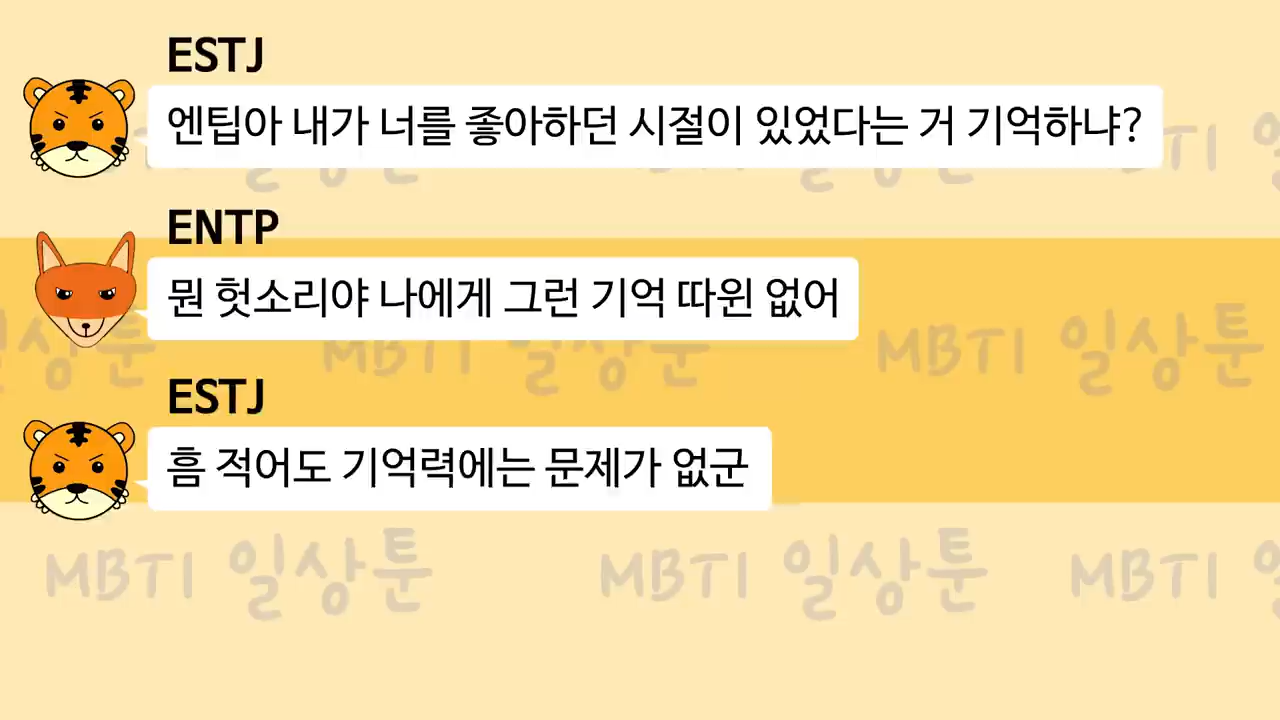 ESTJ
엔팁아 내가 너를 좋아하던 시절이 있었다는 거 기억하냐?
ENTP
뭔 헛소리야 나에게 그런 기억 따윈 없어
MBTI 일상툰
MBTI 일상툰
ESTJ
흠 적어도 기억력에는 문제가 없군
MBTI 일상툰
MBTI 일상툰
MBTI